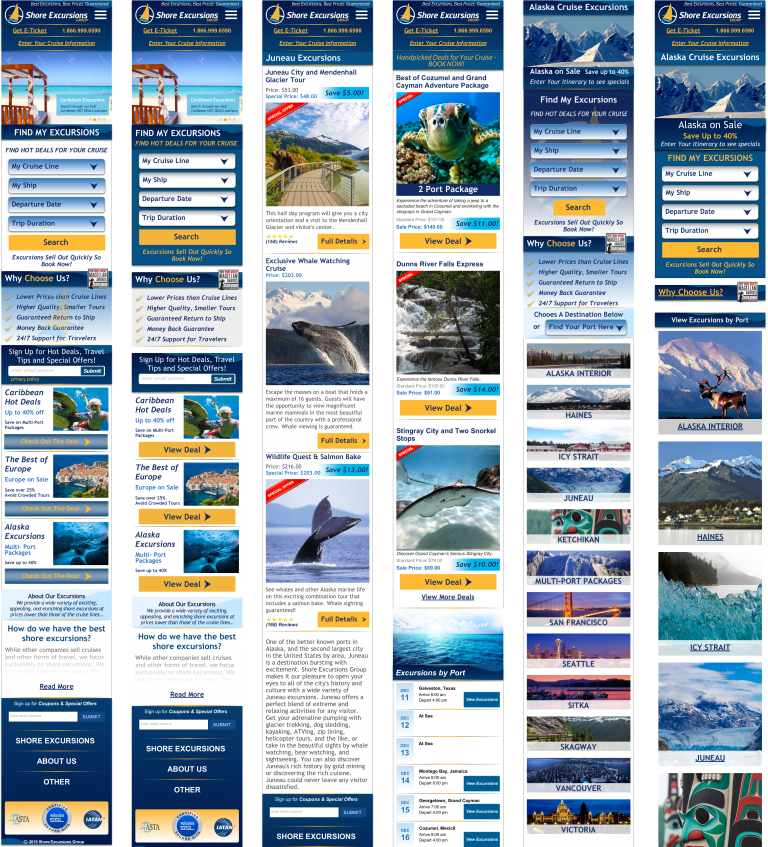 Best Excursions, Best Prices. Guaranteed
Shore Excursions
GROUP
Get E-Ticket 1.866.999.6590
Enter Your Cruise Information
Caribbean Excursions
FIND MY EXCURSIONS
FIND HOT DEALS FOR YOUR CRUISE
My Cruise Line
My Ship
Departure Date
Trip Duration
Search
Excursions Sell Out Quickly So
Book Now!
Why Choose Us?
Lower Prices than Cruise Lines
Higher Quality, Smaller Tours
Guaranteed Return to Ship
Money Back Guarantee
24/7 Support for Travelers
Sign Up for Hot Deals, Travel
Tips and Special Offers!
enter email address Submit
privacy policy
Caribbean
Hot Deals
Up to 40% off
Save on Multi-Port
Packages
Check Out The Deal
The Best of
Europe
Europe on Sale
Save over 25%
Avoid Crowded Tours
Check Out The Deal
Alaska
Excursions
Multi- Port
Packages
Save up to 40%
Check Out The Deal
About Our Excursions
We provide a wide variety of exciting,
appealing, and enriching shore excursions at
prices lower than those of the cruise lines...
How do we have the best
shore excursions?
While other companies sell cruises
and other forms of travel, we focus
exclusively on shore excursions. We
Read More
Sign up for Coupons & Special Offers
enter email address SUBMIT
SHORE EXCURSIONS
ABOUT US
OTHER
ASTA
IATAN
© 2015 Shore Excursions Group
Best Excursions, Best Prices. Guaranteed
Shore Excursions
GROUP
Get E-Ticket 1.866.999.6590
Enter Your Cruise Information
Caribbean Excursions
FIND MY EXCURSIONS
FIND HOT DEALS FOR YOUR CRUISE
My Cruise Line
My Ship
Departure Date
Trip Duration
Search
Excursions Sell Out Quickly So
Book Now!
Why Choose Us?
Lower Prices than Cruise Lines
Higher Quality, Smaller Tours
Guaranteed Return to Ship
Money Back Guarantee
24/7 Support for Travelers
Sign Up for Hot Deals, Travel
Tips and Special Offers!
enter email address Submit
Caribbean
Hot Deals
Up to 40% off
Save on Multi-Port
Packages
View Deal
The Best of
Europe
Europe on Sale
Save over 25%
Avoid Crowded Tours
View Deal
Alaska
Excursions
Multi- Port
Packages
Save up to 40%
View Deal
About Our Excursions
We provide a wide variety of exciting,
appealing, and enriching shore excursions at
prices lower than those of the cruise lines...
How do we have the best
shore excursions?
While other companies sell cruises
and other forms of travel, we focus
exclusively on shore excursions. We
Read More
Sign up for Coupons & Special Offers
enter email address SUBMIT
SHORE EXCURSIONS
ABOUT US
OTHER
ASTA
IATAN
Best Excursions, Best Prices. Guaranteed
Shore Excursions
GROUP
Get E-Ticket 1.866.999.6590
Enter Your Cruise Information
Juneau Excursions
Juneau City and Mendenhall
Glacier Tour
Price: $53.00
Special Price: $48.00 Save $5.00!
SPECIAL OFFER
This half day program will give you a city
orientation and a visit to the Mendenhall
Glacier and visitor's center.
(168) Reviews Full Details
Exclusive Whale Watching
Cruise
Price: $203.00
Escape the masses on a boat that holds a
maximum of 16 guests. Guests will
have the opportunity to view magnificent
marine mammals in the most beautiful
part of the country with a professional
crew. Whale viewing is guaranteed.
Full Details
Wildlife Quest & Salmon Bake
Price: $216.00
Special Price: $203.00 Save $13.00!
SPECIAL OFFER
See whales and other Alaska marine life
on this exciting combination tour that
includes a salmon bake. Whale sighting
guaranteed!
(168) Reviews Full Details
One of the better known ports in
Alaska, and the second largest city
in the United States by area, Juneau
is a destination bursting with
excitement. Shore Excursions Group
makes it our pleasure to open your
eyes to all of the city's history and
culture with a wide variety of
Juneau excursions. Juneau offers a
perfect blend of extreme and
relaxing activities for any visitor.
Get your adrenaline pumping with
glacier trekking, dog sledding,
kayaking, ATVing, zip lining,
helicopter tours, and the like, or
take in the beautiful sights by whale
watching, bear watching, and
sightseeing. You can also discover
Juneau's rich history by gold mining
or discovering the rich cuisine.
Juneau could never leave any visitor
dissatisfied.
Sign up for Coupons & Special Offers
enter email address SUBMIT
SHORE EXCURSIONS
Best Excursions, Best Prices. Guaranteed
Shore Excursions
GROUP
Get E-Ticket 1.866.999.6590
Enter Your Cruise Information
Handpicked Deals for Your Cruise -
BOOK NOW!
Best of Cozumel and Grand
Cayman Adventure Package
SPECIAL OFFER
2 Port Package
Experience the adventure of taking a jeep to a
secluded beach in Cozumel and snorkeling with the
stingrays in Grand Cayman.
Standard Price: $151.00
Sale Price: $140.00 Save $11.00!
View Deal
Dunns River Falls Express
SPECIAL OFFER
Experience the famous Dunns River Falls.
Standard Price: $105.00
Sale Price: $91.00 Save $14.00!
View Deal
Stingray City and Two Snorkel
Stops
SPECIAL OFFER
Discover Grand Cayman's famous Stingray City.
Standard Price: $79.00
Sale Price: $69.00 Save $10.00!
View Deal
View More Deals
Excursions by Port
DEC
11
Galveston, Texas
Arrive 8:00 am
Depart 4:00 pm
View Excursions
DEC
12
At Sea
DEC
13
At Sea
DEC
14
Montego Bay, Jamaica
Arrive 8:00 am
Depart 4:00 pm
View Excursions
DEC
15
Georgetown, Grand Cayman
Arrive 8:00 am
Depart 4:00 pm
View Excursions
DEC
16
Cozumel, Mexico
Arrive 9:00 am
Depart 8:00 pm
View Excursions
Alaska Cruise Excursions
Alaska on Sale Save up to 40%
Enter Your Itinerary to see specials
Find My Excursions
My Cruise Line
My Ship
Departure Date
Trip Duration
Search
Excursions Sell Out Quickly So
Book Now!
Why Choose Us?
Lower Prices than Cruise Lines
Higher Quality, Smaller Tours
Guaranteed Return to Ship
Money Back Guarantee
24/7 Support for Travelers
Chooes A Destination Below
or Find Your Port Here
ALASKA INTERIOR
HAINES
ICY STRAIT
JUNEAU
KETCHIKAN
MULTI-PORT PACKAGES
SAN FRANCISCO
SEATTLE
SITKA
SKAGWAY
VANCOUVER
VICTORIA
Best Excursions, Best Prices. Guaranteed
Shore Excursions
GROUP
Get E-Ticket 1.866.999.6590
Enter Your Cruise Information
Alaska Cruise Excursions
Alaska on Sale
Save Up to 40%
Enter Your Itinerary to see specials
FIND MY EXCURSIONS
My Cruise Line
My Ship
Departure Date
Trip Duration
Search
Excursions Sell Out Quickly So
Book Now!
Why Choose Us?
View Excursions by Port
ALASKA INTERIOR
HAINES
ICY STRAIT
JUNEAU